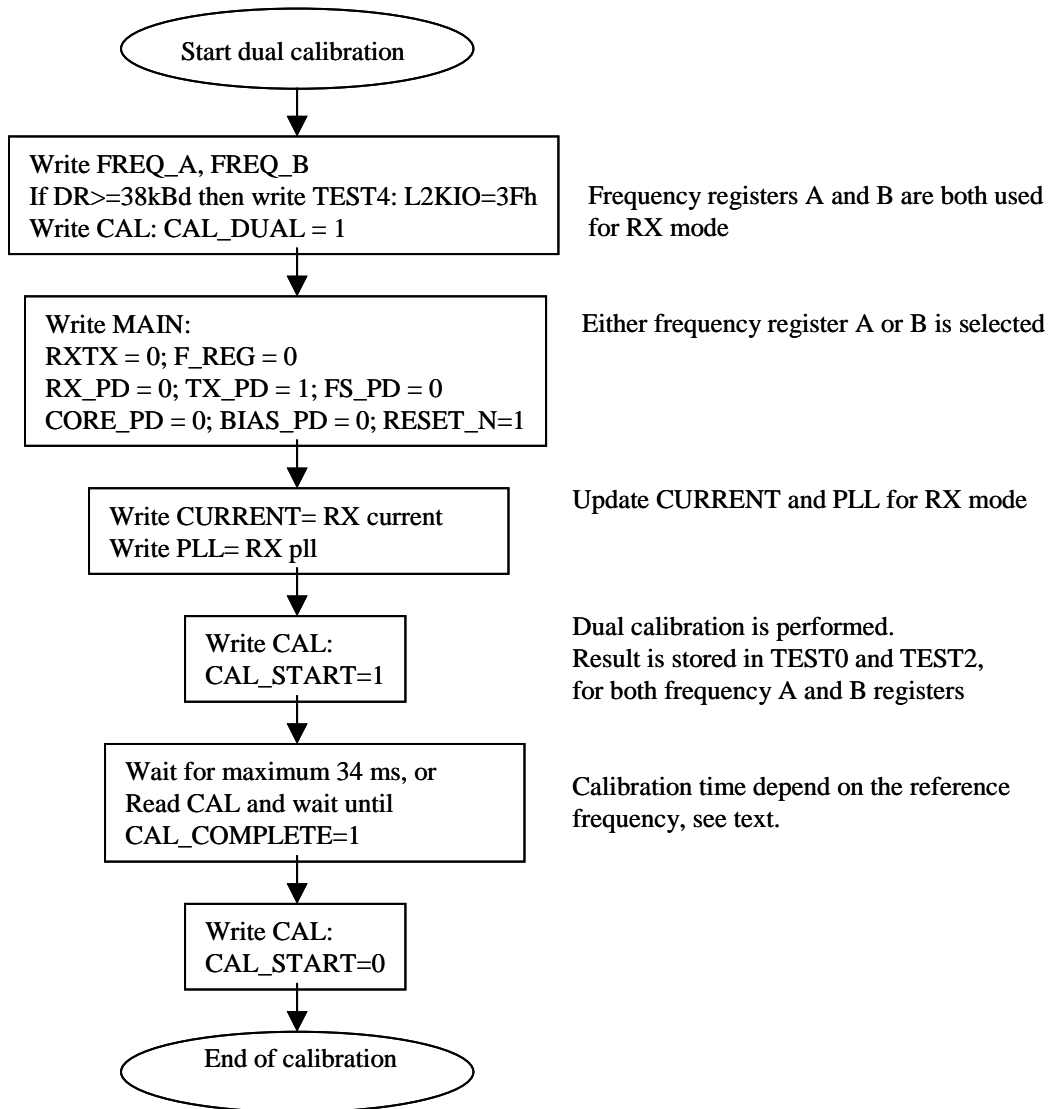 Start dual calibration
Write FREQ_A, FREQ_B
If DR>=38kBd then write TEST4: L2KIO=3Fh
Write CAL: CAL_DUAL = 1
Frequency registers A and B are both used
for RX mode
Write MAIN:
RXTX = 0; F_REG = 0
RX_PD = 0; TX_PD = 1; FS_PD = 0
CORE_PD = 0; BIAS_PD = 0; RESET_N=1
Either frequency register A or B is selected
Write CURRENT= RX current
Write PLL= RX pll
Update CURRENT and PLL for RX mode
Write CAL:
CAL_START=1
Dual calibration is performed.
Result is stored in TEST0 and TEST2,
for both frequency A and B registers
Wait for maximum 34 ms, or
Read CAL and wait until
CAL_COMPLETE=1
Calibration time depend on the reference
frequency, see text.
Write CAL:
CAL_START=0
End of calibration